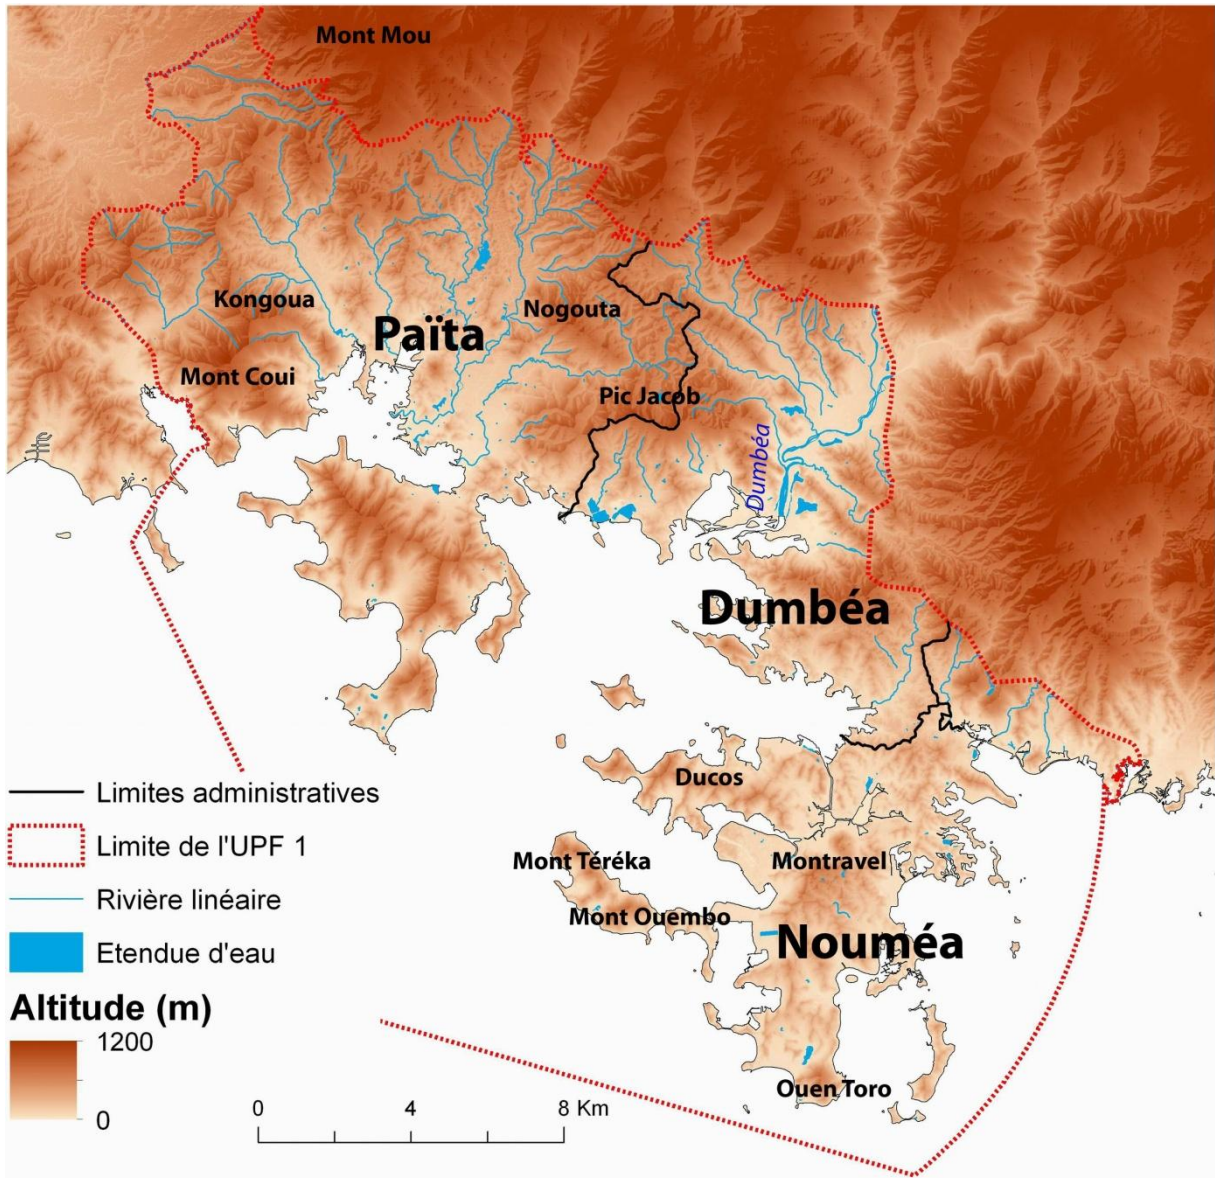 Mont Mou
Kongoua
Nogouta
Païta
Mont Coui
Pic Jacob
Dumbéa
Dumbéa
Ducos
Limites administratives
Limite de l'UPF 1
Mont Téréka
Montravel
Rivière linéaire
Mont Ouembo
Nouméa
Etendue d'eau
Altitude (m)
1200
0
Ouen Toro
0 4 8 Km